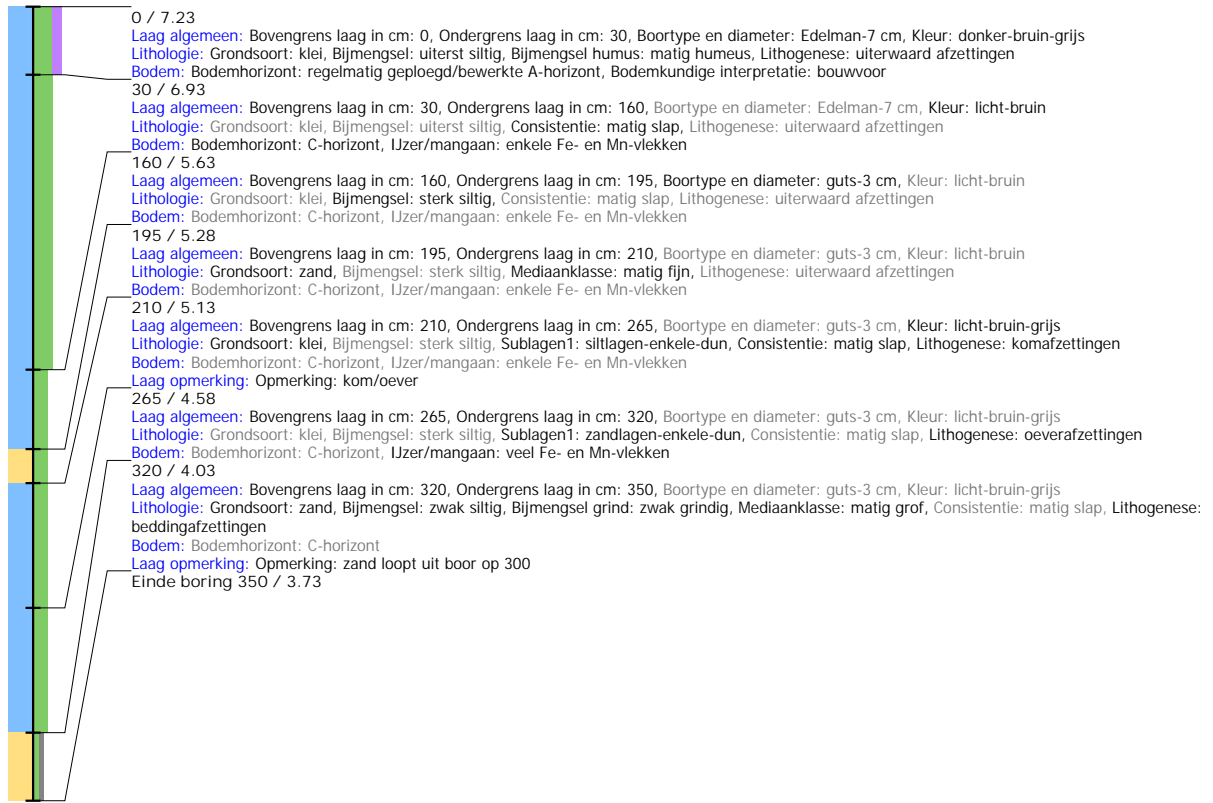 0 / 7.23
Laag algemeen: Bovengrens laag in cm: 0, Ondergrens laag in cm: 30, Boortype en diameter: Edelman-7 cm, Kleur: donker-bruin-grijs
Lithologie: Grondsoort: klei, Bijmengsel: uiterst siltig, Bijmengsel humus: matig humeus, Lithogenese: uiterwaard afzettingen
Bodem: Bodemhorizont: regelmatig geploegd/bewerkte A-horizont, Bodemkundige interpretatie: bouwvoor
30 / 6.93
Laag algemeen: Bovengrens laag in cm: 30, Ondergrens laag in cm: 160, Boortype en diameter: Edelman-7 cm, Kleur: licht-bruin
Lithologie: Grondsoort: klei, Bijmengsel: uiterst siltig, Consistentie: matig slap, Lithogenese: uiterwaard afzettingen
Bodem: Bodemhorizont: C-horizont, IJzer/mangaan: enkele Fe- en Mn-vlekken
160 / 5.63
Laag algemeen: Bovengrens laag in cm: 160, Ondergrens laag in cm: 195, Boortype en diameter: guts-3 cm, Kleur: licht-bruin
Lithologie: Grondsoort: klei, Bijmengsel: sterk siltig, Consistentie: matig slap, Lithogenese: uiterwaard afzettingen
Bodem: Bodemhorizont: C-horizont, IJzer/mangaan: enkele Fe- en Mn-vlekken
195 / 5.28
Laag algemeen: Bovengrens laag in cm: 195, Ondergrens laag in cm: 210, Boortype en diameter: guts-3 cm, Kleur: licht-bruin
Lithologie: Grondsoort: zand, Bijmengsel: sterk siltig, Mediaanklasse: matig fijn, Lithogenese: uiterwaard afzettingen
Bodem: Bodemhorizont: C-horizont, IJzer/mangaan: enkele Fe- en Mn-vlekken
210 / 5.13
Laag algemeen: Bovengrens laag in cm: 210, Ondergrens laag in cm: 265, Boortype en diameter: guts-3 cm, Kleur: licht-bruin-grijs
Lithologie: Grondsoort: klei, Bijmengsel: sterk siltig, Sublagen1: siltlagen-enkele-dun, Consistentie: matig slap, Lithogenese: komafzettingen
Bodem: Bodemhorizont: C-horizont, IJzer/mangaan: enkele Fe- en Mn-vlekken
Laag opmerking: Opmerking: kom/oever
265 / 4.58
Laag algemeen: Bovengrens laag in cm: 265, Ondergrens laag in cm: 320, Boortype en diameter: guts-3 cm, Kleur: licht-bruin-grijs
Lithologie: Grondsoort: klei, Bijmengsel: sterk siltig, Sublagen1: zandlagen-enkele-dun, Consistentie: matig slap, Lithogenese: oeverafzettingen
Bodem: Bodemhorizont: C-horizont, IJzer/mangaan: veel Fe- en Mn-vlekken
320 / 4.03
Laag algemeen: Bovengrens laag in cm: 320, Ondergrens laag in cm: 350, Boortype en diameter: guts-3 cm, Kleur: licht-bruin-grijs
Lithologie: Grondsoort: zand, Bijmengsel: zwak siltig, Bijmengsel grind: zwak grindig, Mediaanklasse: matig grof, Consistentie: matig slap, Lithogenese:
beddingafzettingen
Bodem: Bodemhorizont: C-horizont
Laag opmerking: Opmerking: zand loopt uit boor op 300
Einde boring 350 / 3.73